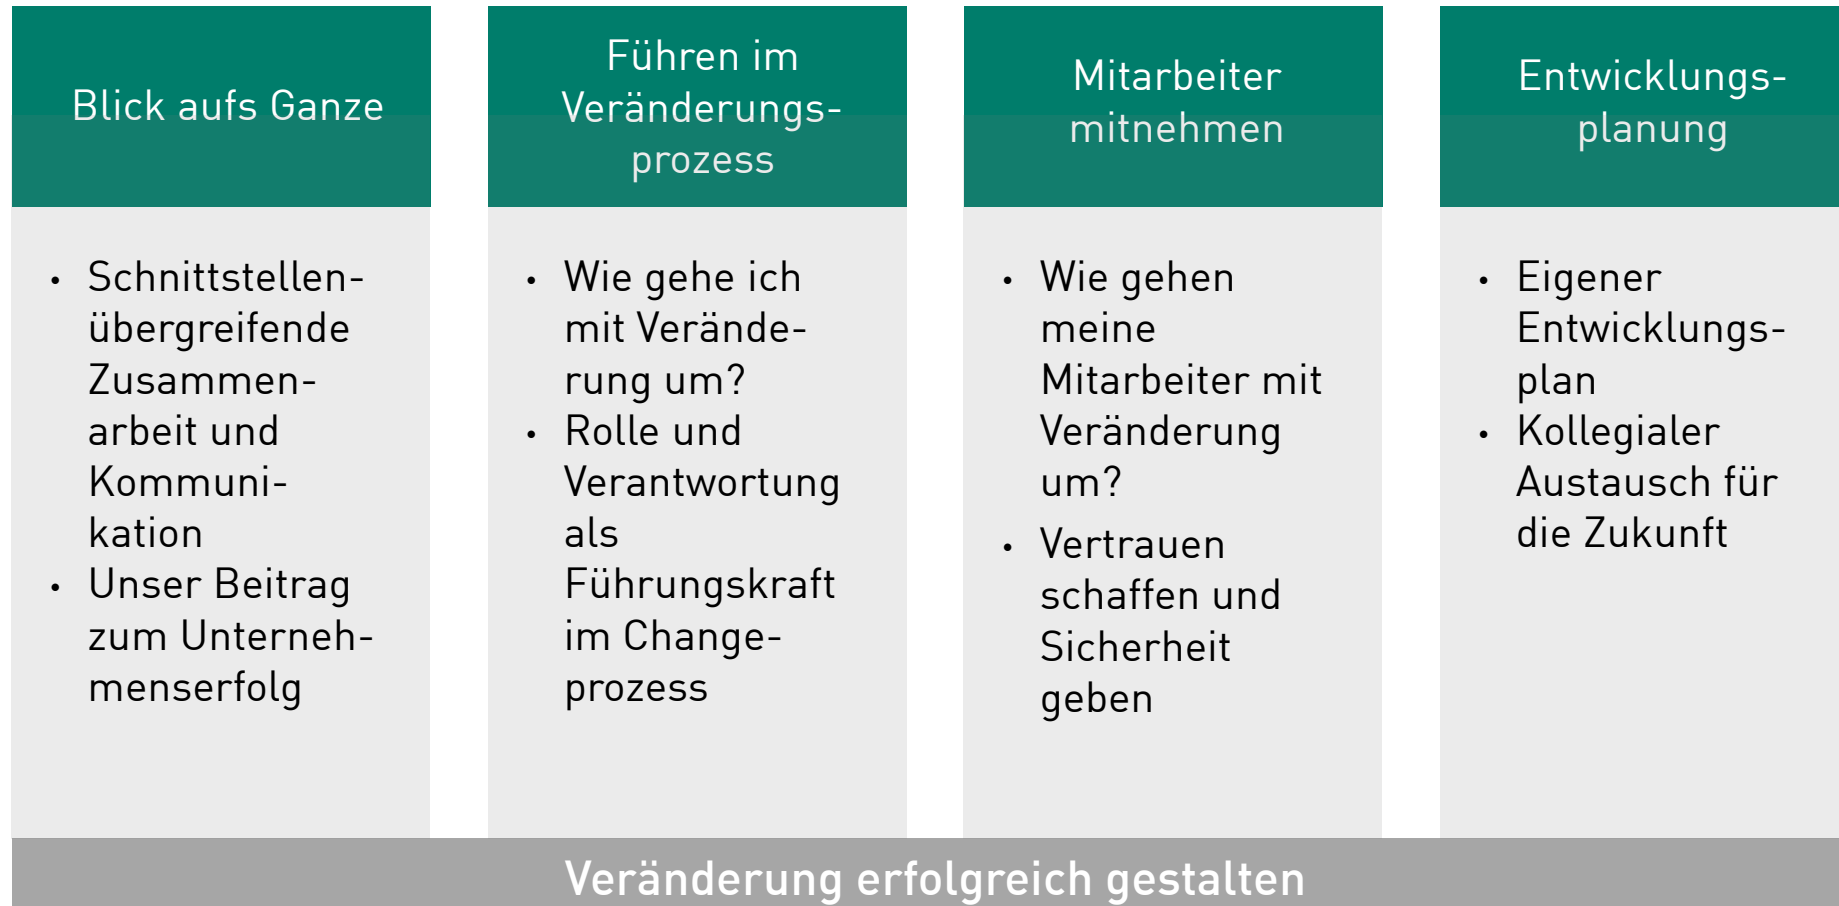 Blick aufs Ganze
Führen im
Veränderungs-
prozess
Mitarbeiter
mitnehmen
Entwicklungs-
planung
• Schnittstellen-
übergreifende
Zusammen-
arbeit und
Kommuni-
kation
• Unser Beitrag
zum Unterneh-
menserfolg
• Wie gehe ich
mit Verände-
rung um?
• Rolle und
Verantwortung
als
Führungskraft
im Change-
prozess
• Wie gehen
meine
Mitarbeiter mit
Veränderung
um?
• Vertrauen
schaffen und
Sicherheit
geben
• Eigener
Entwicklungs-
plan
• Kollegialer
Austausch für
die Zukunft
Veränderung erfolgreich gestalten